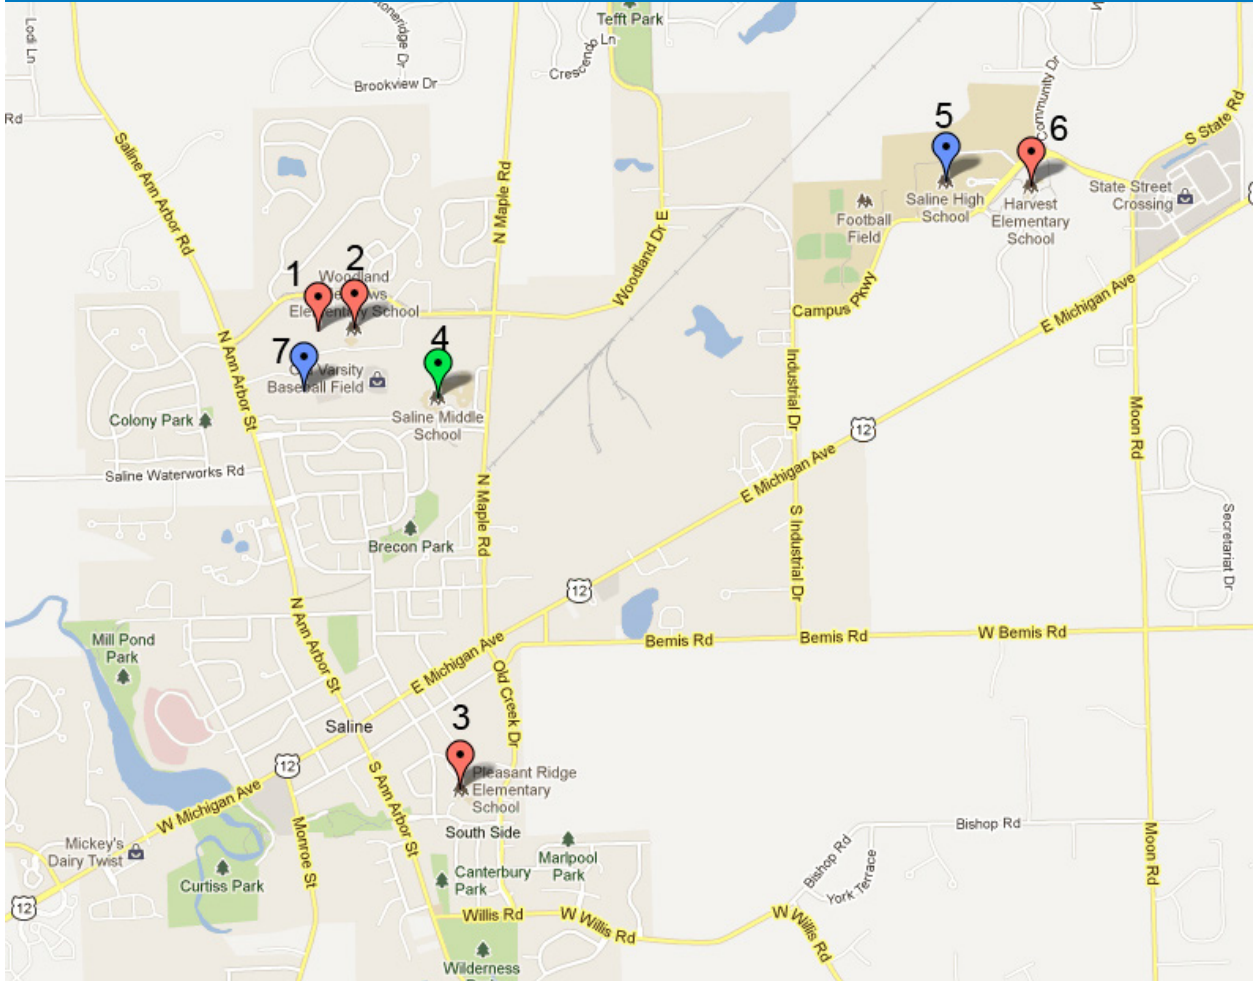 Lodi Ln
Stoneridge Dr
Brookview Dr
Tefft Park
Crescendo Ln
Rd
Saline Ann Arbor Rd
N Maple Rd
Woodland Dr E
Community Dr
S State Rd
5
6
Saline High
School
Harvest
Elementary
School
State Street
Crossing
Football
Field
Campus Pkwy
E Michigan Ave
1
2
Woodland
Elementary School
7
4
Old Varsity
Baseball Field
Saline Middle
School
N Ann Arbor St
Colony Park
Saline Waterworks Rd
Industrial Dr
12
E Michigan Ave
Moon Rd
N Maple Rd
Brecon Park
S Industrial Dr
Secretariat Dr
12
N Ann Arbor St
Mill Pond
Park
E Michigan Ave
Bemis Rd
Bemis Rd
W Bemis Rd
Old Creek Dr
Saline
3
12
Pleasant Ridge
Elementary
School
S Ann Arbor St
W Michigan Ave
Monroe St
South Side
Mickey's
Dairy Twist
Curtiss Park
Marlpool
Park
Canterbury
Park
Bishop Rd
Bishop Rd
York Terrace
Moon Rd
12
Willis Rd
W Willis Rd
W Willis Rd
Wilderness